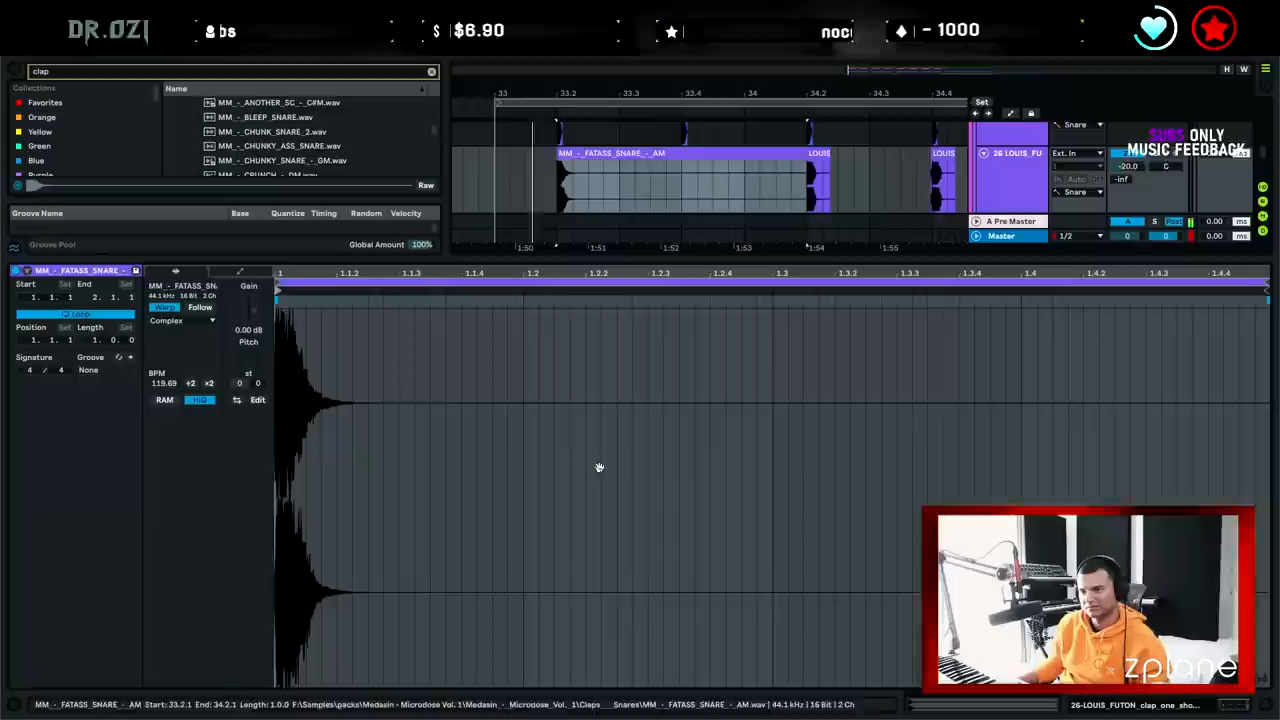 DR.OZI
bs
$ $6.90
noc
- 1000
clap
H W
Collections
Name
Favorites
Orange
Yellow
Green
Blue
MM_-_ANOTHER_SC_-_C#M.wav
MM_-_BLEEP_SNARE.wav
MM_-_CHUNK_SNARE_2.wav
MM_-_CHUNKY_ASS_SNARE.wav
MM_-_CHUNKY_SNARE_-_GM.wav
Raw
Groove Name Base Quantize Timing Random Velocity
Groove Pool
Global Amount 100%
33 33.2 33.3 33.4 34 34.2 34.3 34.4
Set
Snare
SUBS ONLY
MUSIC FEEDBACK
MM_-_FATASS_SNARE_-_AM
LOUIS
LOUIS
26 LOUIS_FU
Ext. In
1
-20.0 C
In Auto
-inf
Snare
A Pre Master
A S Post 0.00 ms
Master
1/2
0 0 0.00 ms
1:50 1:51 1:52 1:53 1:54 1:55
MM_-_FATASS_SNARE_-
Start Set End Set
1. 1. 1 2. 1. 1
Loop
Position Set Length Set
1. 1. 1 1. 0. 0
Signature Groove
4 / 4 None
MM_-_FATASS_SN
44.1 kHz 16 Bit 2 Ch
Warp Follow
Complex
BPM
119.69 ÷2 ×2
RAM HiQ
Gain
0.00 dB
Pitch
st
0 0
Edit
1 1.1.2 1.1.3 1.1.4 1.2 1.2.2 1.2.3 1.2.4 1.3 1.3.2 1.3.3 1.3.4 1.4 1.4.2 1.4.3 1.4.4
zplane
MM_-_FATASS_SNARE_-_AM Start: 33.2.1 End: 34.2.1 Length: 1.0.0 F:\Samples\packs\Medasin - Microdose Vol. 1\Medasin_-_Microdose_Vol._1\Claps___Snares\MM_-_FATASS_SNARE_-_AM.wav | 44.1 kHz | 16 Bit | 2 Ch
26-LOUIS_FUTON_clap_one_sho...